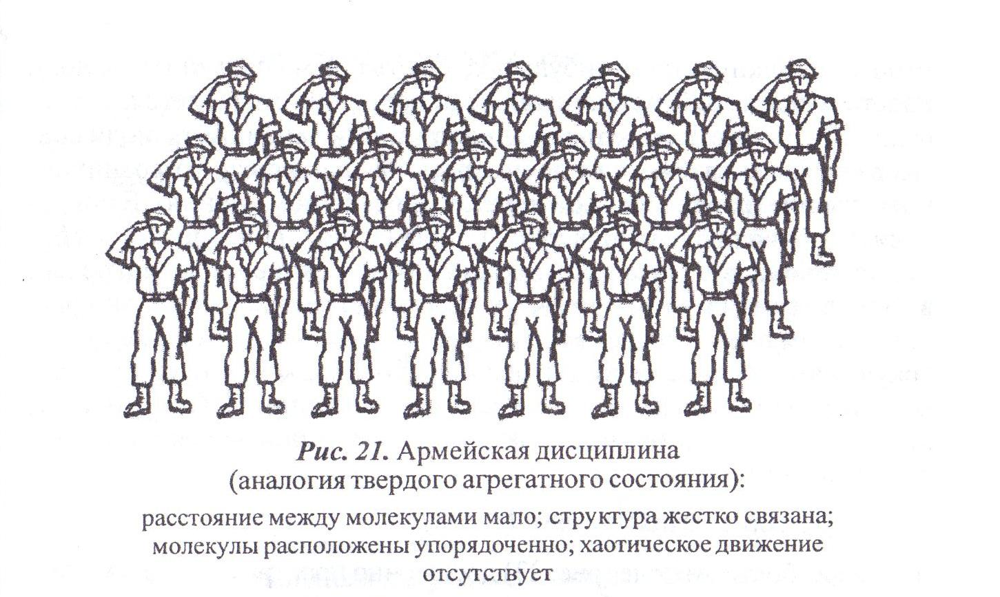 Рис. 21. Армейская дисциплина
(аналогия твердого агрегатного состояния):
расстояние между молекулами мало; структура жестко связана;
молекулы расположены упорядоченно; хаотическое движение
отсутствует